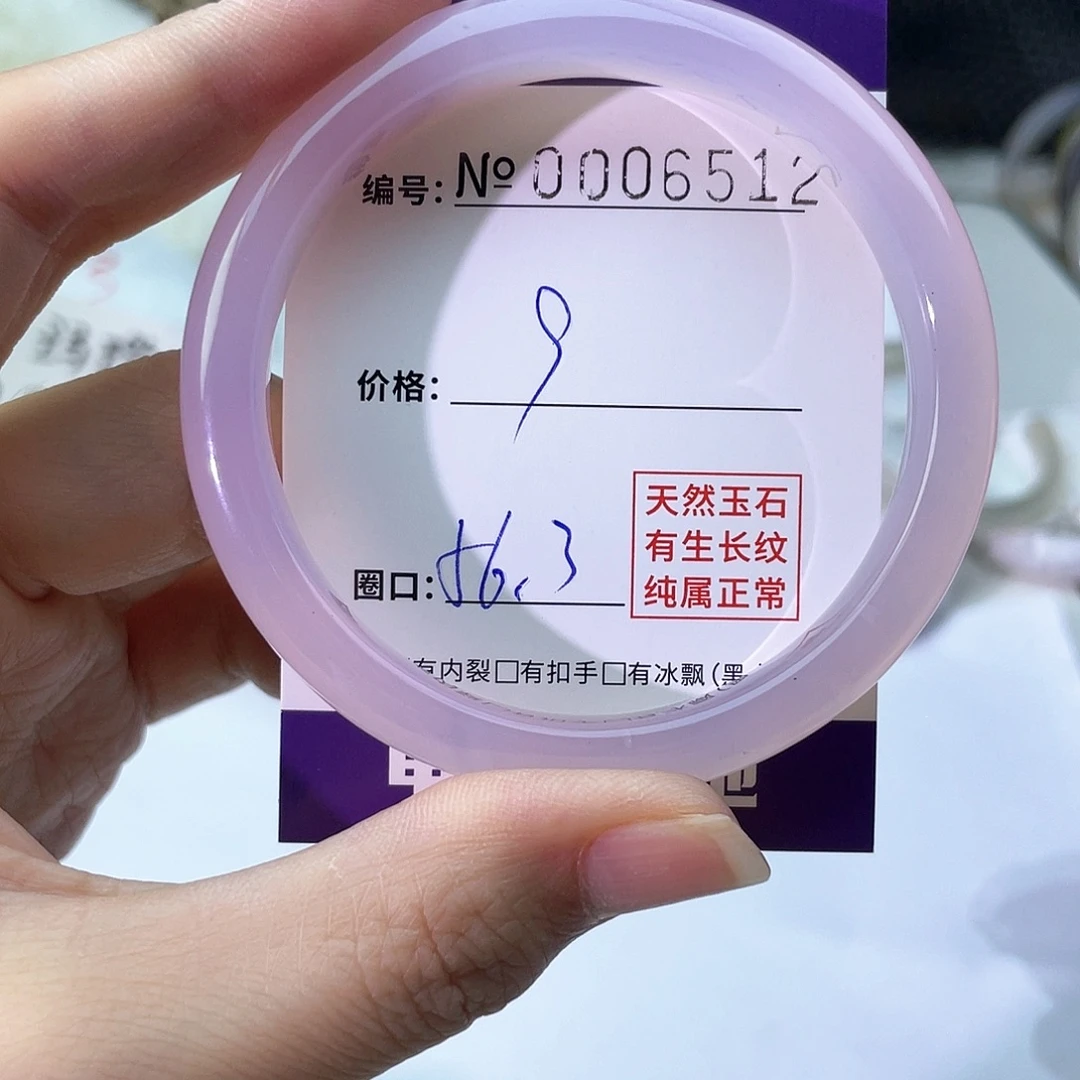 编号: № 0006512
价格: 9
圈口: 56.3
天然玉石
有生长纹
纯属正常
有内裂□有扣手□有冰飘(黑